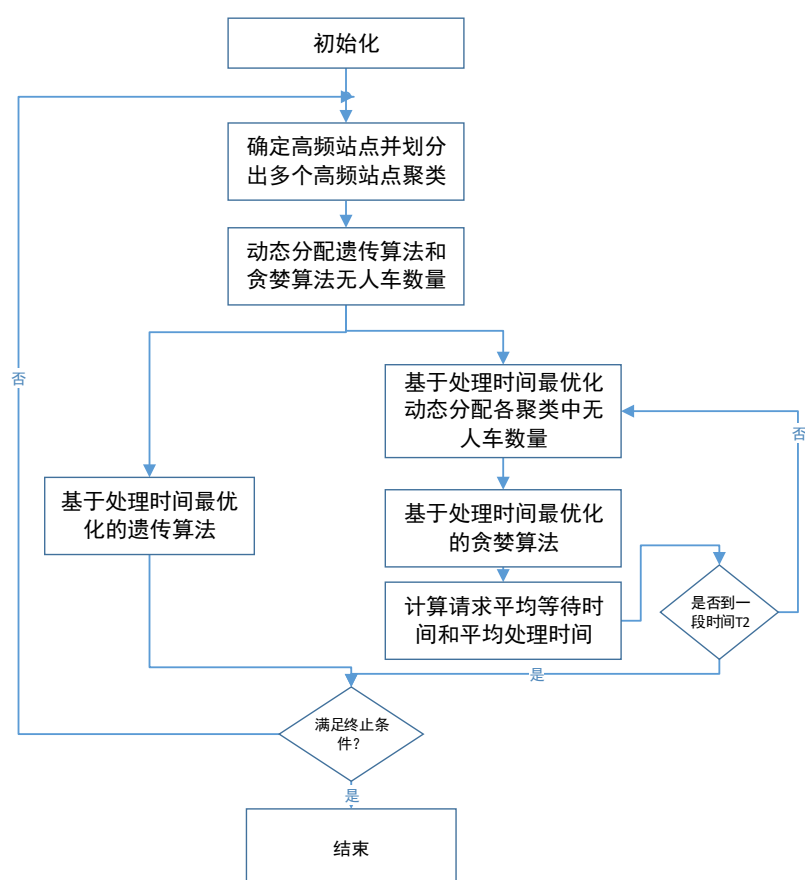 初始化
确定高频站点并划分
出多个高频站点聚类
动态分配遗传算法和
贪婪算法无人车数量
否
基于处理时间最优化
动态分配各聚类中无
人车数量
否
基于处理时间最优
化的遗传算法
基于处理时间最优化
的贪婪算法
计算请求平均等待时
间和平均处理时间
是否到一
段时间T2
是
满足终止条
件?
是
结束